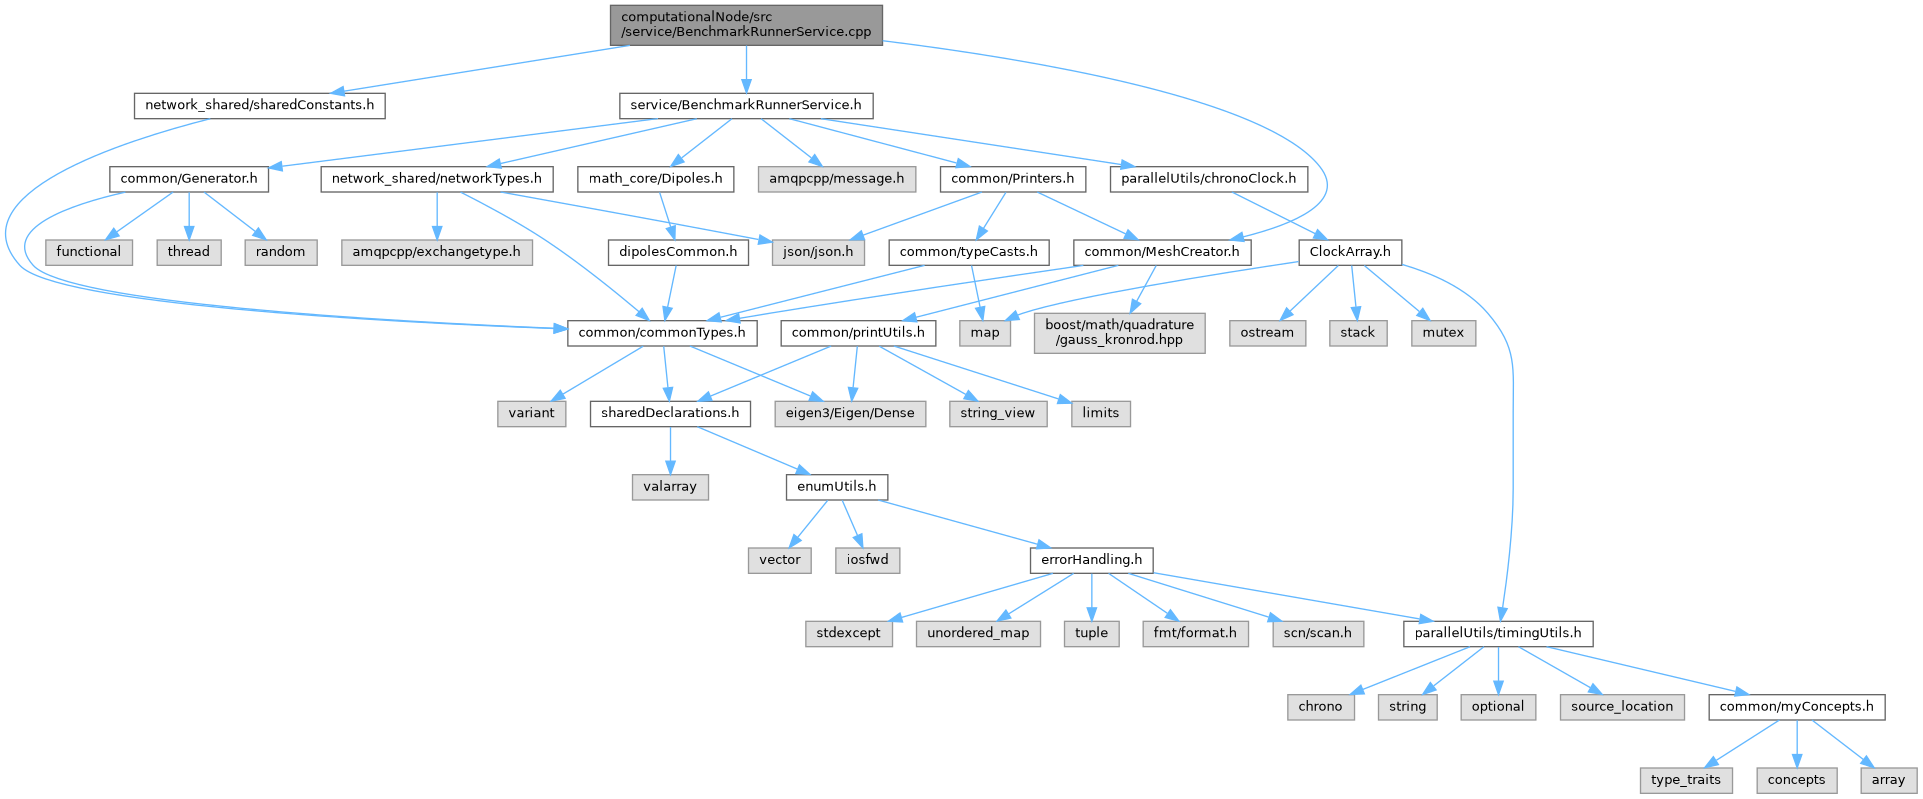 computationalNode/src
/service/BenchmarkRunnerService.cpp
network_shared/sharedConstants.h
service/BenchmarkRunnerService.h
common/Generator.h
network_shared/networkTypes.h
math_core/Dipoles.h
amqpcpp/message.h
common/Printers.h
parallelUtils/chronoClock.h
functional
thread
random
amqpcpp/exchangetype.h
dipolesCommon.h
json/json.h
common/typeCasts.h
common/MeshCreator.h
ClockArray.h
common/commonTypes.h
common/printUtils.h
map
boost/math/quadrature
/gauss_kronrod.hpp
ostream
stack
mutex
variant
sharedDeclarations.h
eigen3/Eigen/Dense
string_view
limits
valarray
enumUtils.h
vector
iosfwd
errorHandling.h
stdexcept
unordered_map
tuple
fmt/format.h
scn/scan.h
parallelUtils/timingUtils.h
chrono
string
optional
source_location
common/myConcepts.h
type_traits
concepts
array